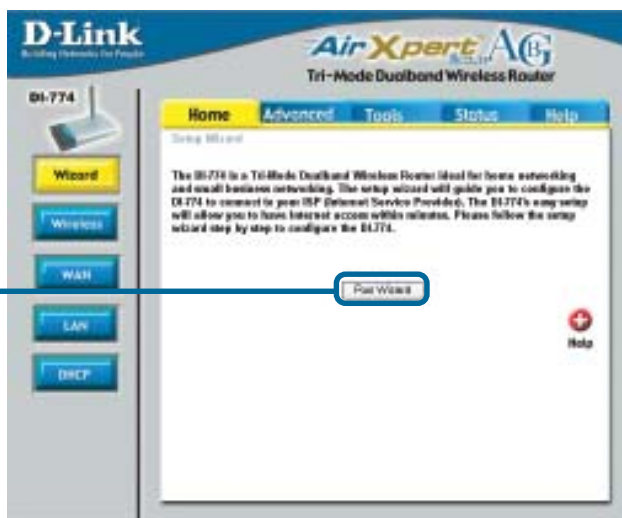 D-Link
Building Networks for People
Air Xpert ABG
Tri-Mode Dualband Wireless Router
DI-774
Home Advanced Tools Status Help
Setup Wizard
Wizard
The DI-774 is a Tri-Mode Dualband Wireless Router ideal for home networking
and small business networking. The setup wizard will guide you to configure the
DI-774 to connect to your ISP (Internet Service Provider). The DI-774's easy setup
will allow you to have Internet access within minutes. Please follow the setup
wizard step by step to configure the DI-774.
Wireless
WAN
Run Wizard
LAN
Help
DHCP